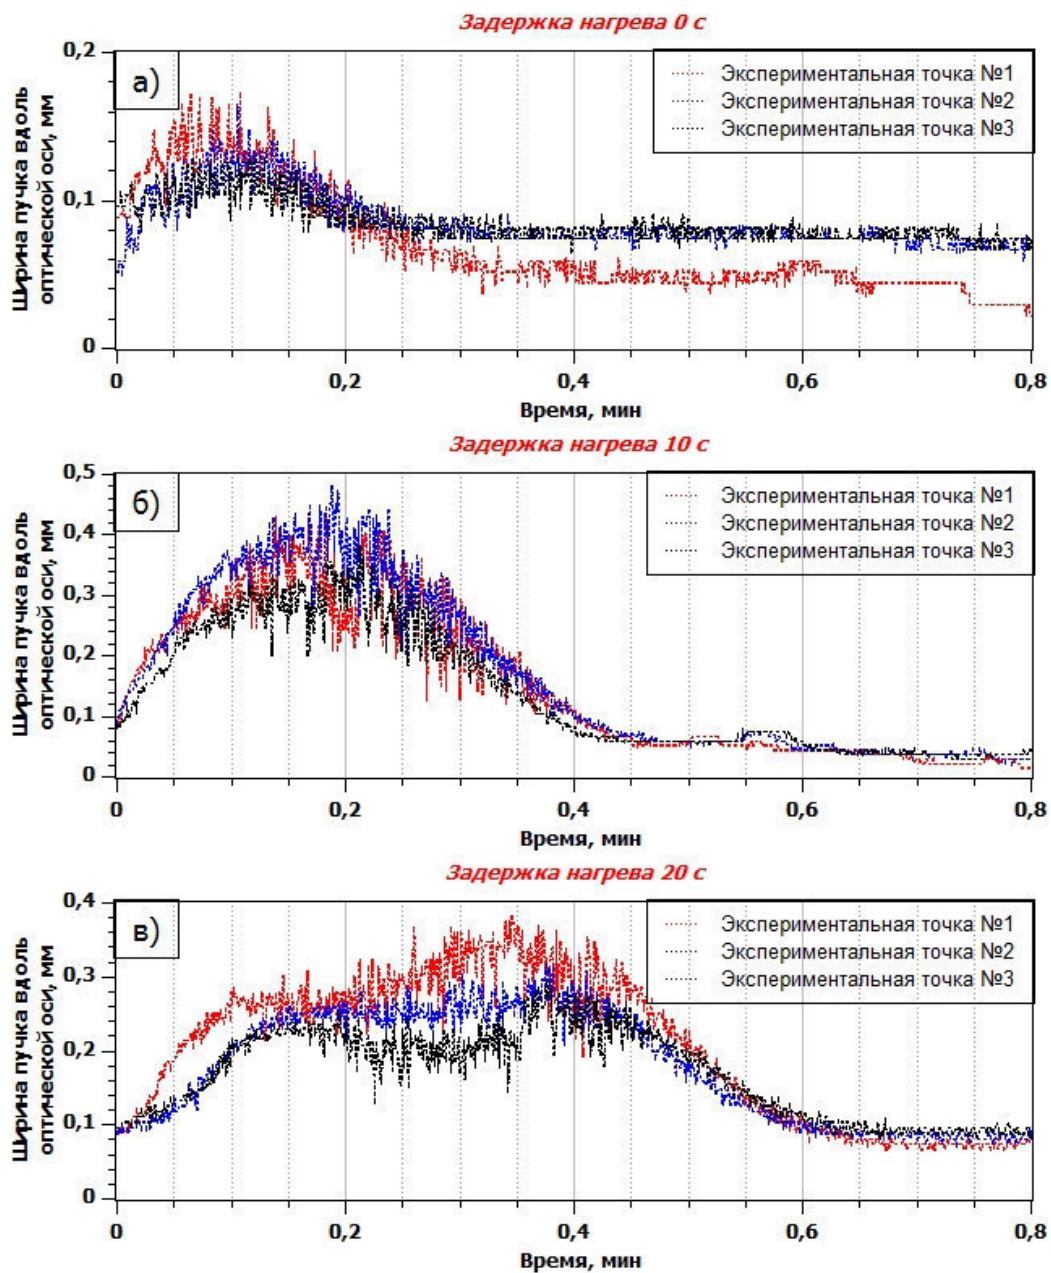 Задержка нагрева 0 с
а)
Экспериментальная точка №1
Экспериментальная точка №2
Экспериментальная точка №3
Ширина пучка вдоль
оптической оси, мм
0,2
0,1
0
0
0,2
0,4
0,6
0,8
Время, мин
Задержка нагрева 10 с
б)
Экспериментальная точка №1
Экспериментальная точка №2
Экспериментальная точка №3
Ширина пучка вдоль
оптической оси, мм
0,5
0,4
0,3
0,2
0,1
0
0
0,2
0,4
0,6
0,8
Время, мин
Задержка нагрева 20 с
в)
Экспериментальная точка №1
Экспериментальная точка №2
Экспериментальная точка №3
Ширина пучка вдоль
оптической оси, мм
0,4
0,3
0,2
0,1
0
0
0,2
0,4
0,6
0,8
Время, мин